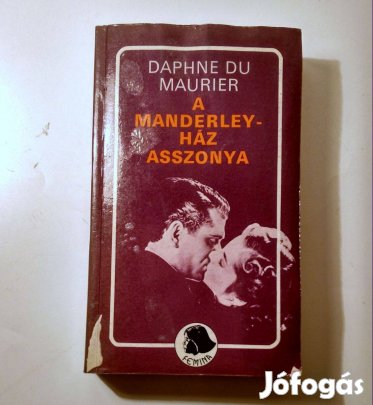 DAPHNE DU
MAURIER
A
MANDERLEY-
HÁZ
ASSZONYA
FEMINA
Jófogás